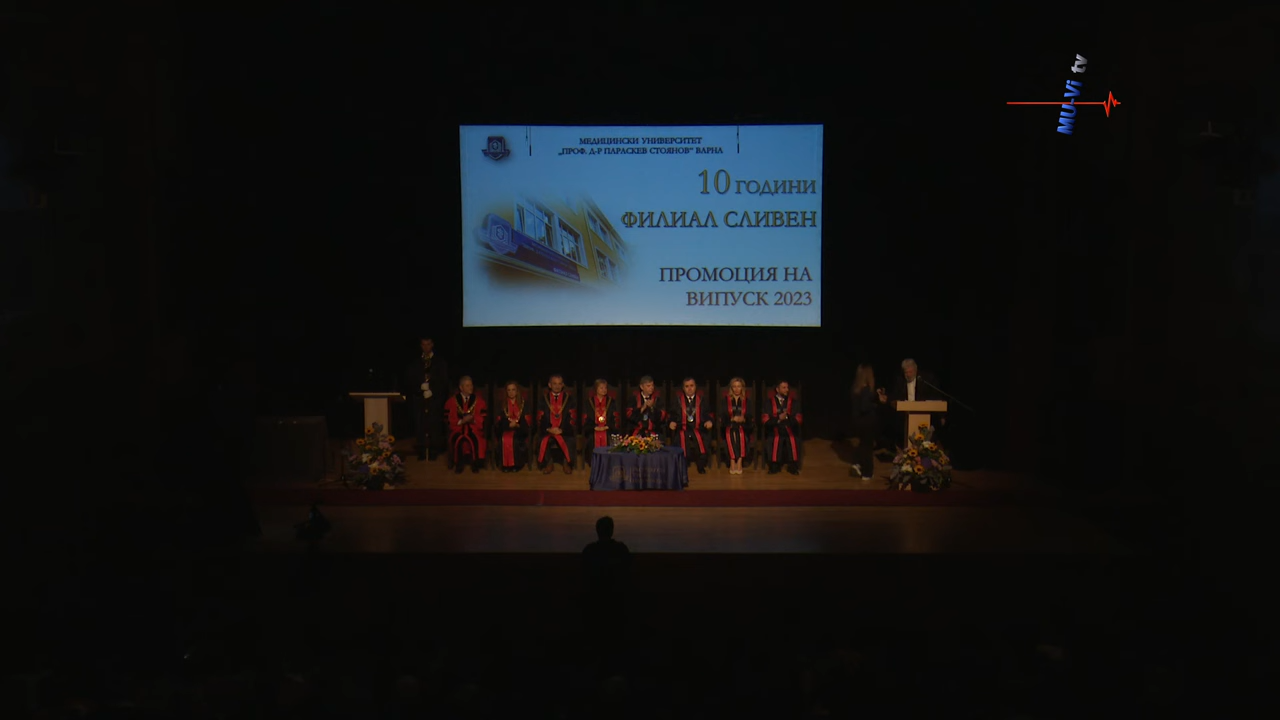 MU-Vi tv
МЕДИЦИНСКИ УНИВЕРСИТЕТ
„ПРОФ. Д-Р ПАРАСКЕВ СТОЯНОВ“ ВАРНА
10 ГОДИНИ
ФИЛИАЛ СЛИВЕН
ПРОМОЦИЯ НА
ВИПУСК 2023